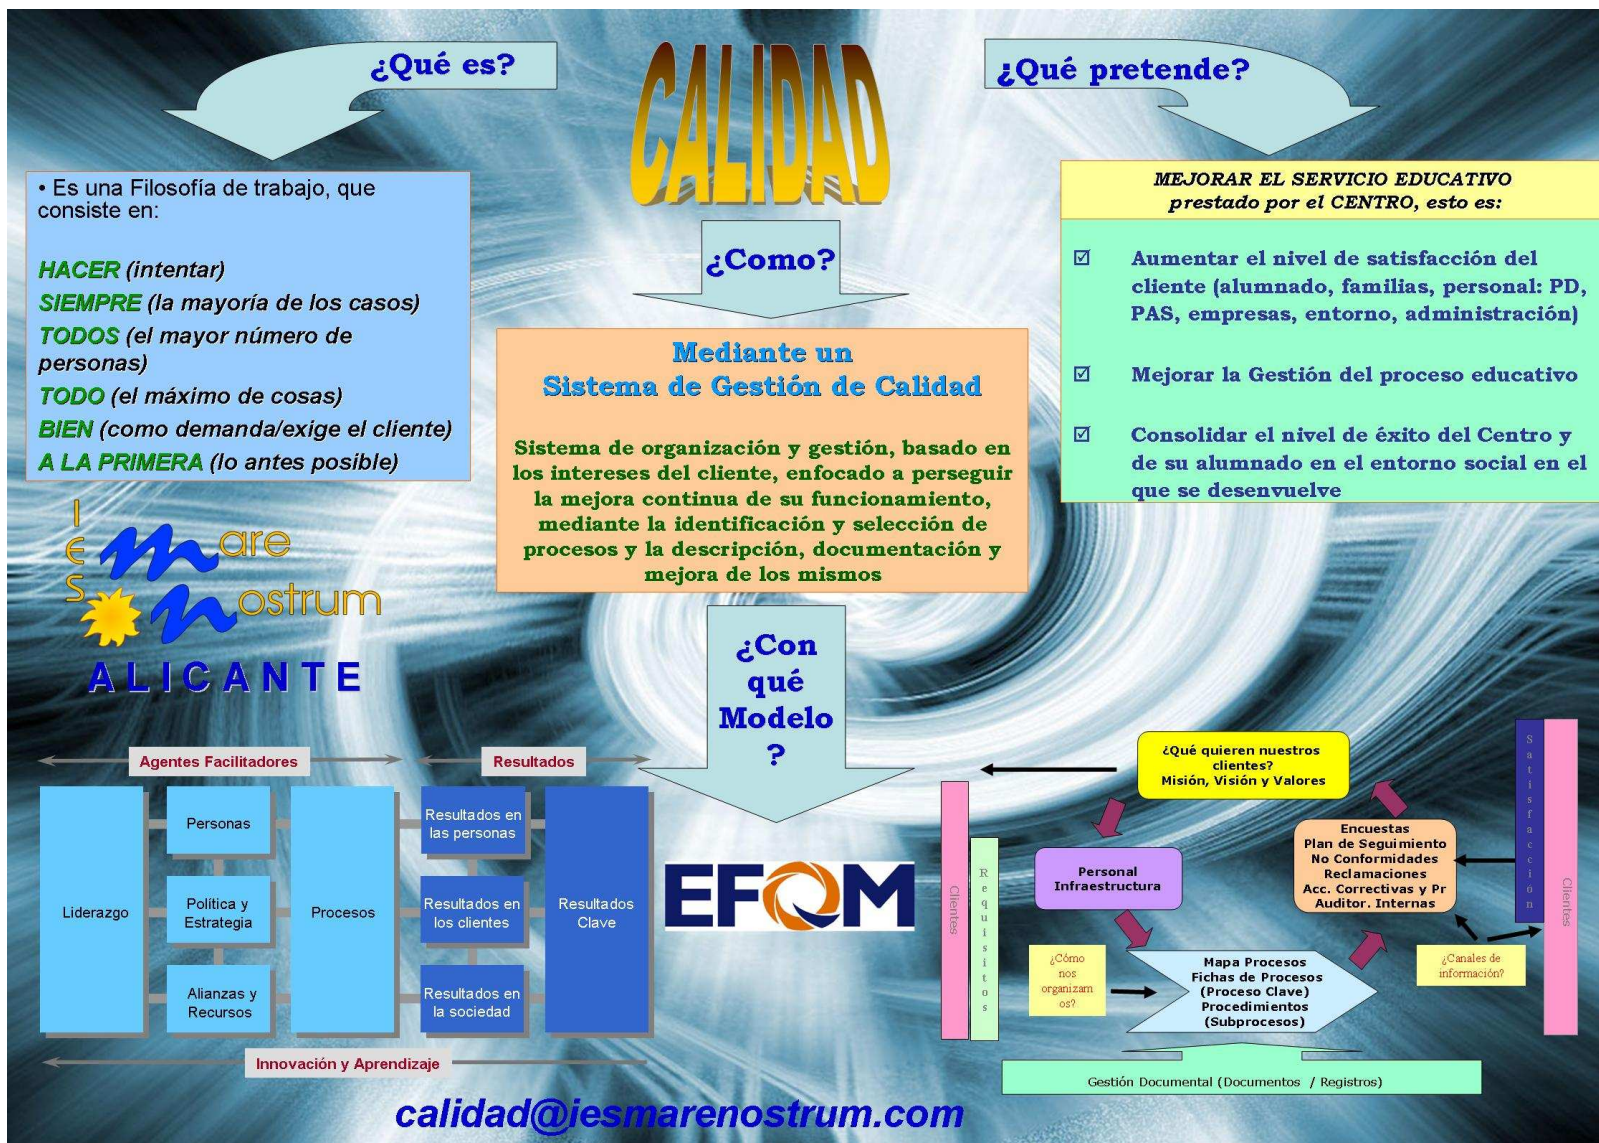 ¿Qué es?
CALIDAD
¿Qué pretende?
• Es una Filosofía de trabajo, que
consiste en:
HACER (intentar)
SIEMPRE (la mayoría de los casos)
TODOS (el mayor número de
personas)
TODO (el máximo de cosas)
BIEN (como demanda/exige el cliente)
A LA PRIMERA (lo antes posible)
¿Como?
Mediante un
Sistema de Gestión de Calidad
Sistema de organización y gestión, basado en
los intereses del cliente, enfocado a perseguir
la mejora continua de su funcionamiento,
mediante la identificación y selección de
procesos y la descripción, documentación y
mejora de los mismos
MEJORAR EL SERVICIO EDUCATIVO
prestado por el CENTRO, esto es:
Aumentar el nivel de satisfacción del
cliente (alumnado, familias, personal: PD,
PAS, empresas, entorno, administración)
Mejorar la Gestión del proceso educativo
Consolidar el nivel de éxito del Centro y
de su alumnado en el entorno social en el
que se desenvuelve
IES
Mare
Nostrum
ALICANTE
¿Con
qué
Modelo
?
Agentes Facilitadores
Resultados
Liderazgo
Personas
Política y
Estrategia
Alianzas y
Recursos
Procesos
Resultados en
las personas
Resultados en
los clientes
Resultados en
la sociedad
Resultados
Clave
Innovación y Aprendizaje
EFQM
Clientes
Requisitos
¿Qué quieren nuestros
clientes?
Misión, Visión y Valores
Personal
Infraestructura
¿Cómo
nos
organizam
os?
Mapa Procesos
Fichas de Procesos
(Proceso Clave)
Procedimientos
(Subprocesos)
Encuestas
Plan de Seguimiento
No Conformidades
Reclamaciones
Acc. Correctivas y Pr
Auditor. Internas
¿Canales de
información?
Satisfacción
Clientes
Gestión Documental (Documentos / Registros)
calidad@iesmarenostrum.com